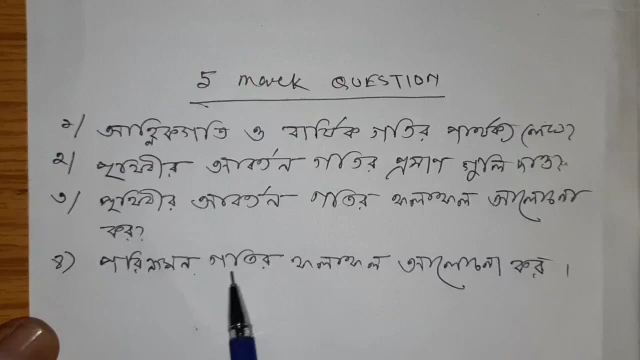 5 mark QUESTION
১/ আহ্নিকগতি ও বার্ষিক গতির পার্থক্য লেখো?
২/ পৃথিবীর আবর্তন গতির প্রমাণ গুলি দাও?
৩/ পৃথিবীর আবর্তন গতির ফলাফল আলোচনা
কর?
৪) পরিক্রমন গতির ফলাফল আলোচনা কর।